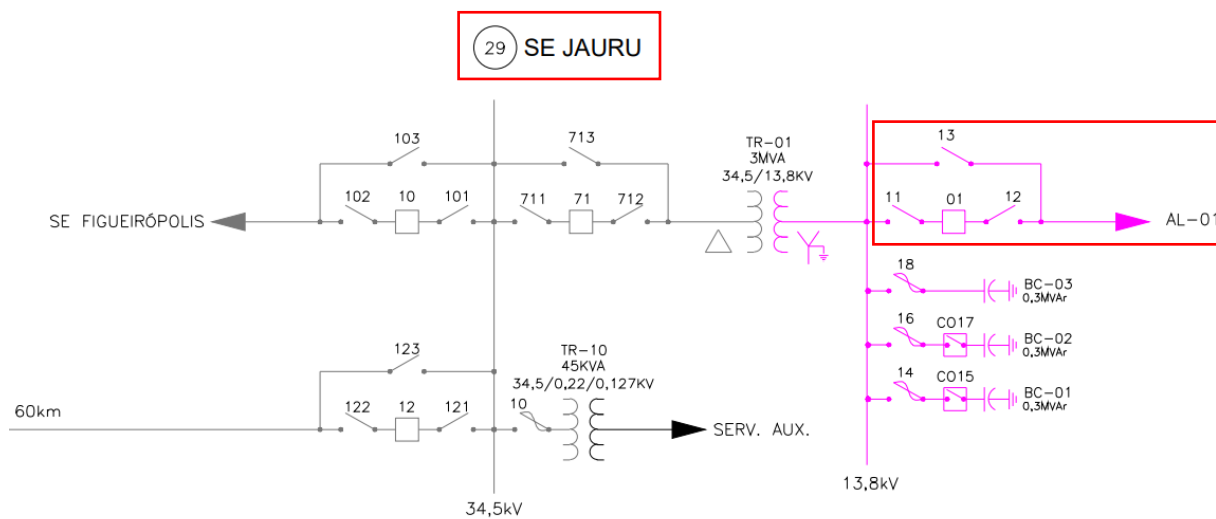 29 SE JAURU
103
713
TR-01
3MVA
34,5/13,8KV
13
102 10 101
711 71 712
11 01 12
SE FIGUEIRÓPOLIS
AL-01
18
BC-03
0,3MVAr
16 CO17
BC-02
0,3MVAr
14 CO15
BC-01
0,3MVAr
123
TR-10
45KVA
34,5/0,22/0,127KV
60km
122 12 121
10
SERV. AUX.
34,5kV
13,8kV